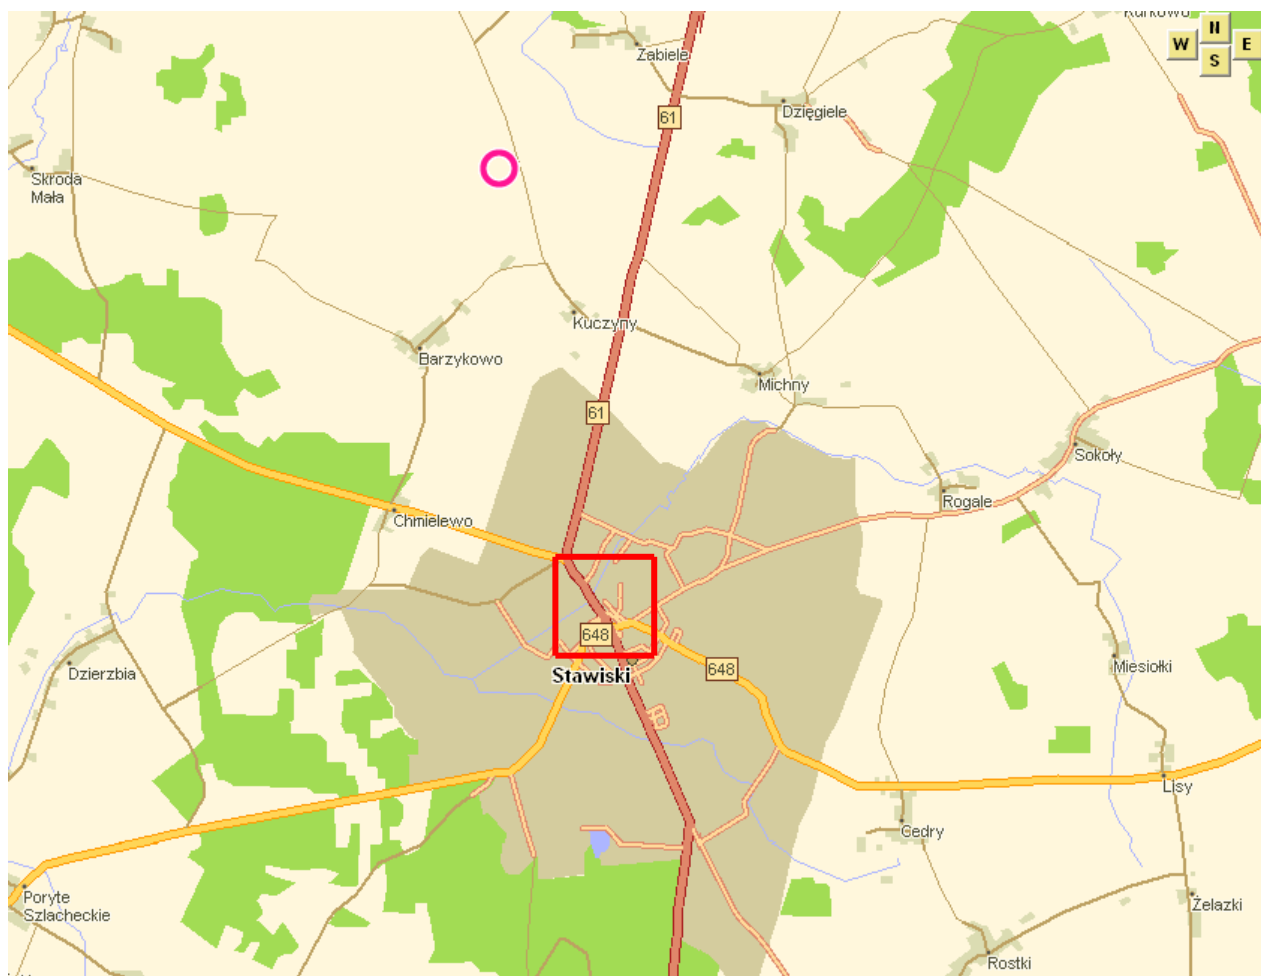 Kurkowo
N
W
E
S
Zabiele
61
Dzięgiele
Skroda
Mała
Kuczyny
Barzykowo
Michny
61
Sokoły
Rogale
Chmielewo
648
648
Stawiski
Dzierzbia
Miesiołki
Lisy
Cedry
Poryte
Szlacheckie
Żelazki
Rostki